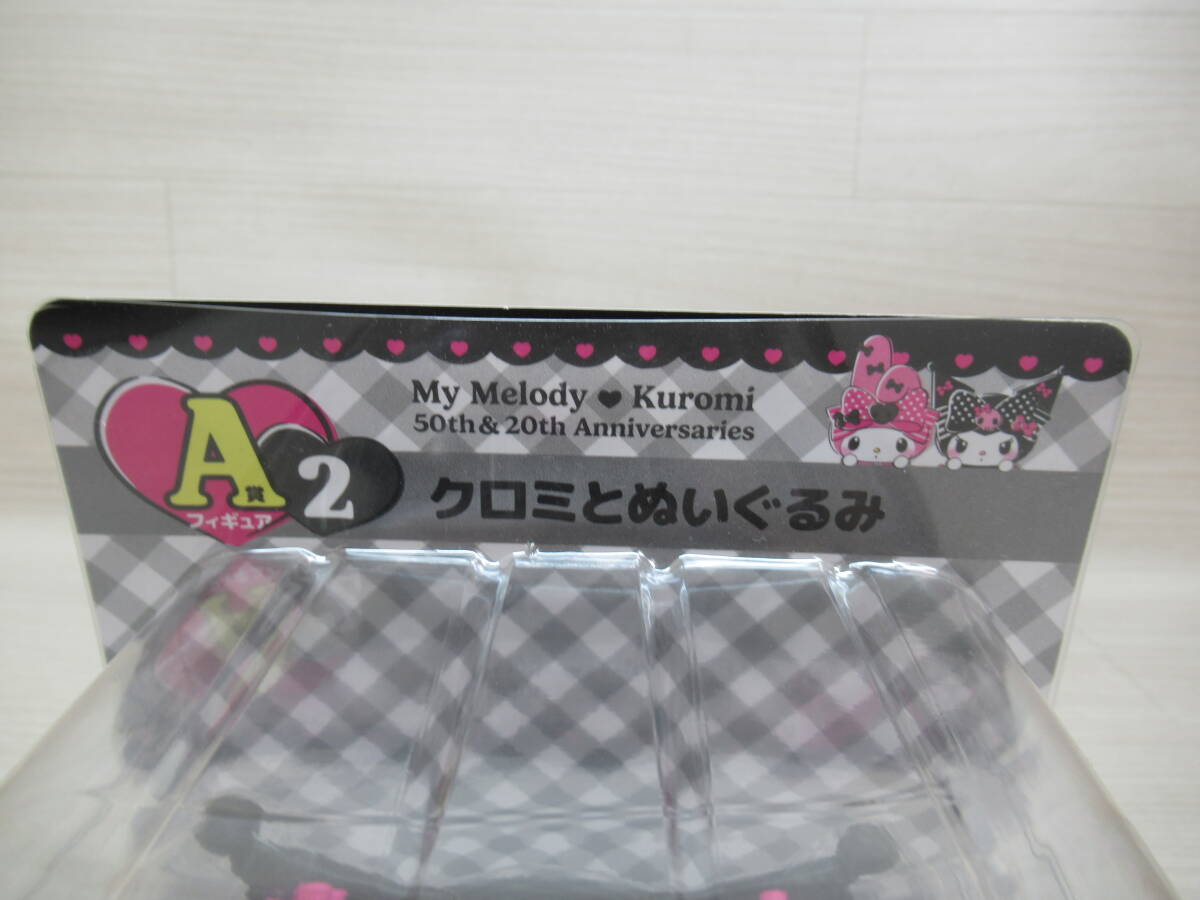 My Melody ♥ Kuromi
50th & 20th Anniversaries
A賞
フィギュア
2
クロミとぬいぐるみ